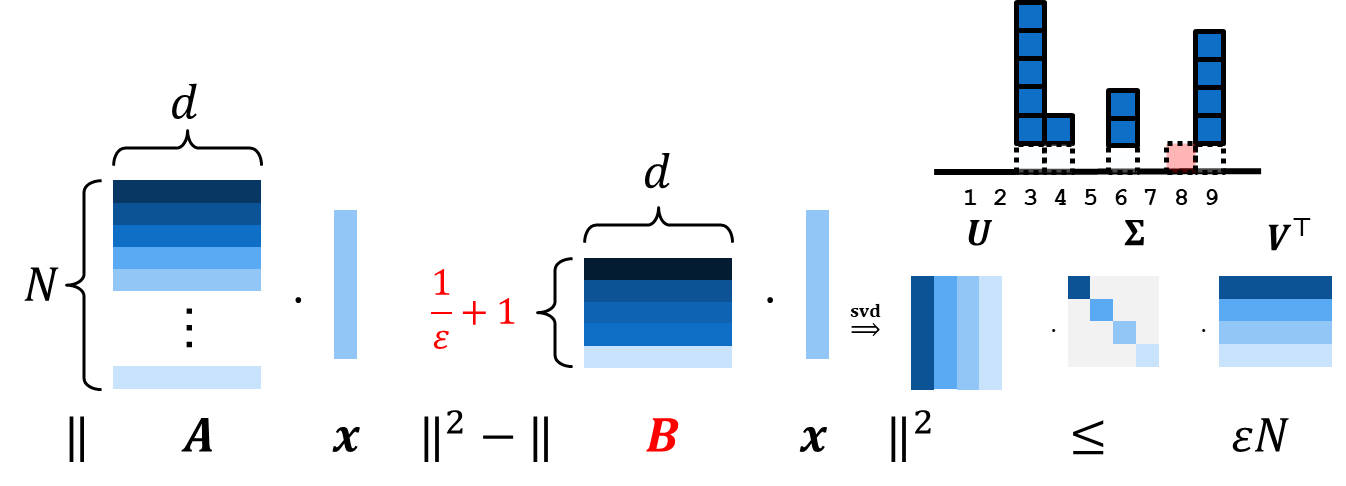 d
N
·
d
1/ε + 1
·
1 2 3 4 5 6 7 8 9
svd
⇒
U Σ V⊤
· ·
‖ A x ‖² − ‖ B x ‖² ≤ εN